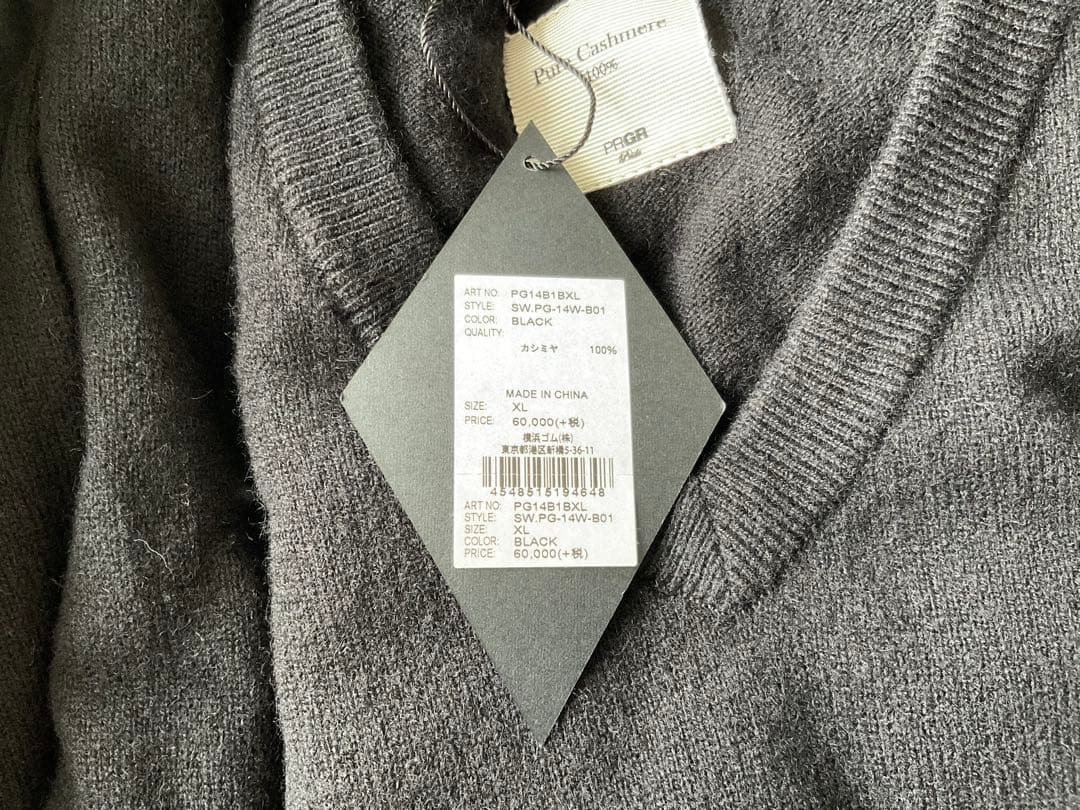 Pure Cashmere
100%
PRGR
ART NO: PG14B1BXL
STYLE: SW.PG-14W-B01
COLOR: BLACK
QUALITY:
カシミヤ 100%
MADE IN CHINA
SIZE: XL
PRICE: 60,000(+税)
横浜ゴム(株)
東京都港区新橋5-36-11
4548515194648
ART NO: PG14B1BXL
STYLE: SW.PG-14W-B01
SIZE: XL
COLOR: BLACK
PRICE: 60,000(+税)